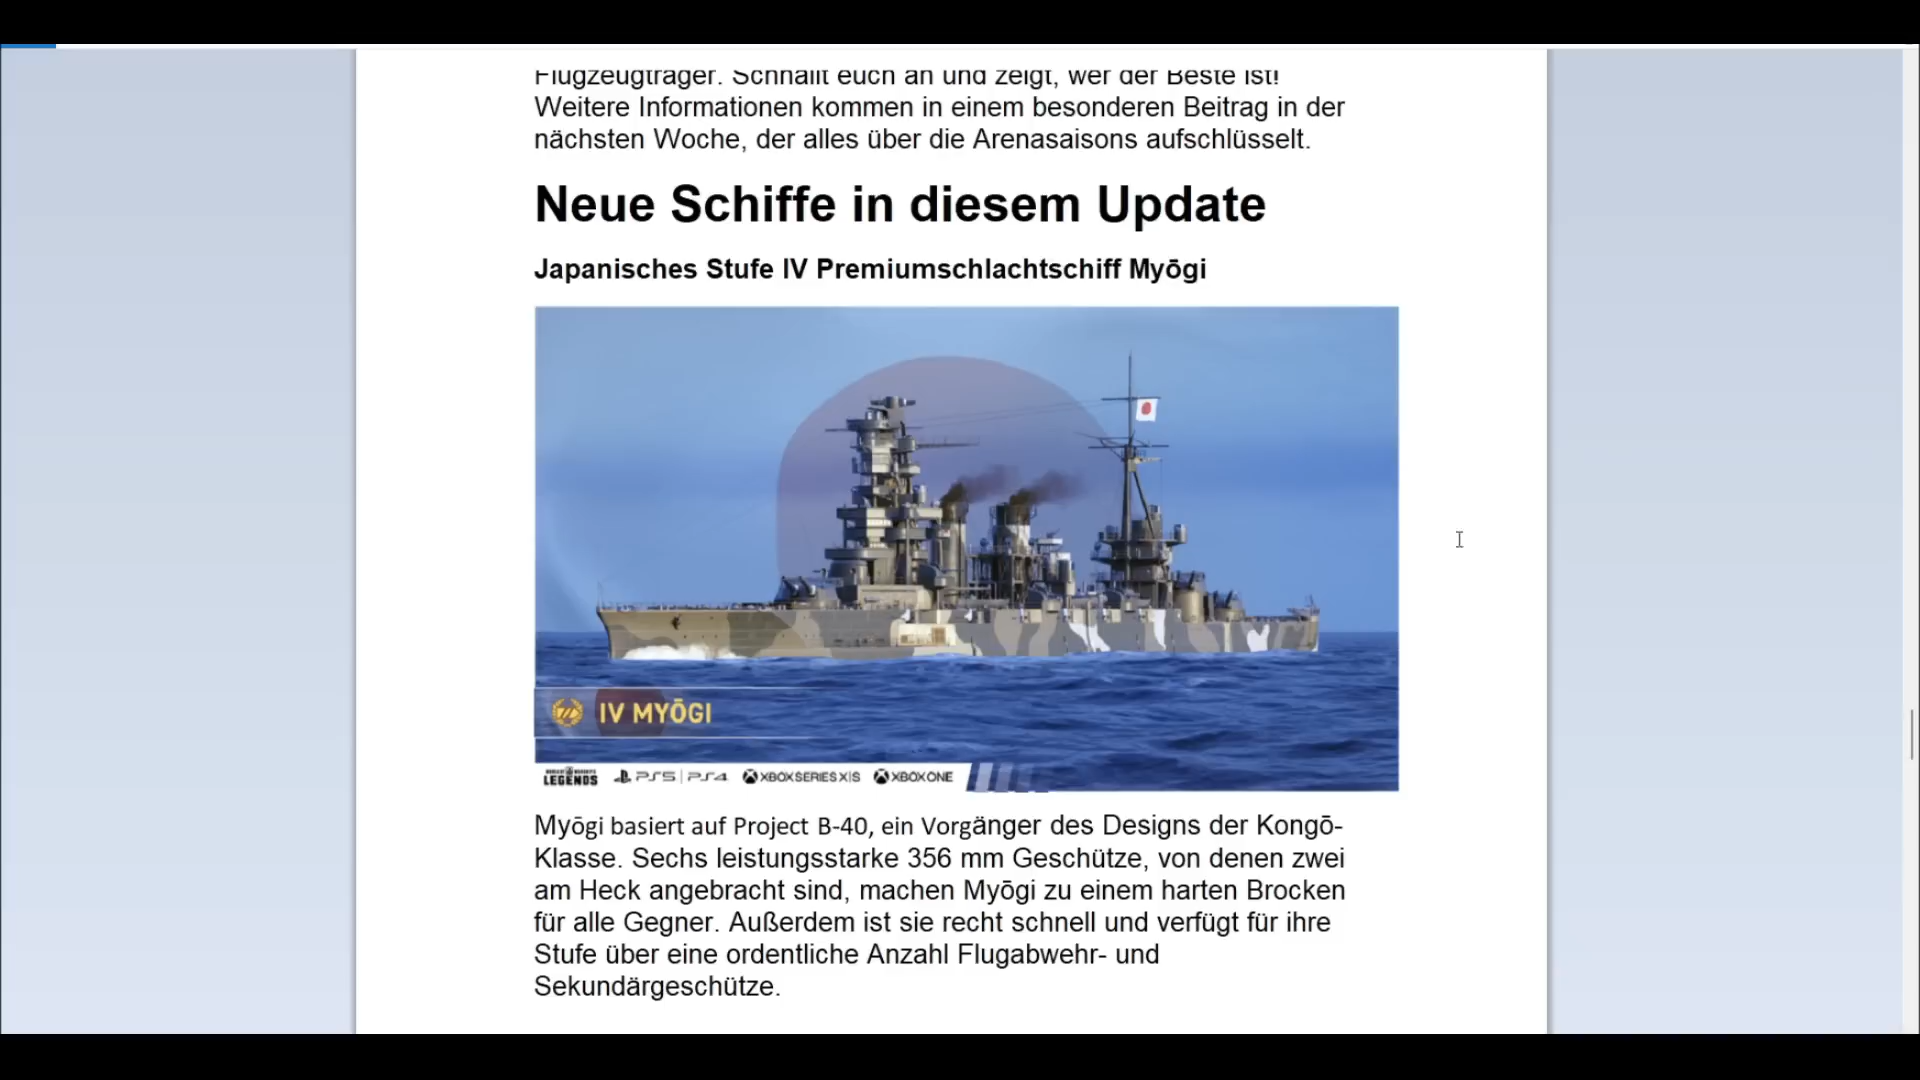 Flugzeugträger. Schnallt euch an und zeigt, wer der Beste ist!
Weitere Informationen kommen in einem besonderen Beitrag in der
nächsten Woche, der alles über die Arenasaisons aufschlüsselt.
Neue Schiffe in diesem Update
Japanisches Stufe IV Premiumschlachtschiff Myōgi
IV MYŌGI
LEGENDS PS5 | PS4 XBOX SERIES X|S XBOX ONE
Myōgi basiert auf Project B-40, ein Vorgänger des Designs der Kongō-
Klasse. Sechs leistungsstarke 356 mm Geschütze, von denen zwei
am Heck angebracht sind, machen Myōgi zu einem harten Brocken
für alle Gegner. Außerdem ist sie recht schnell und verfügt für ihre
Stufe über eine ordentliche Anzahl Flugabwehr- und
Sekundärgeschütze.